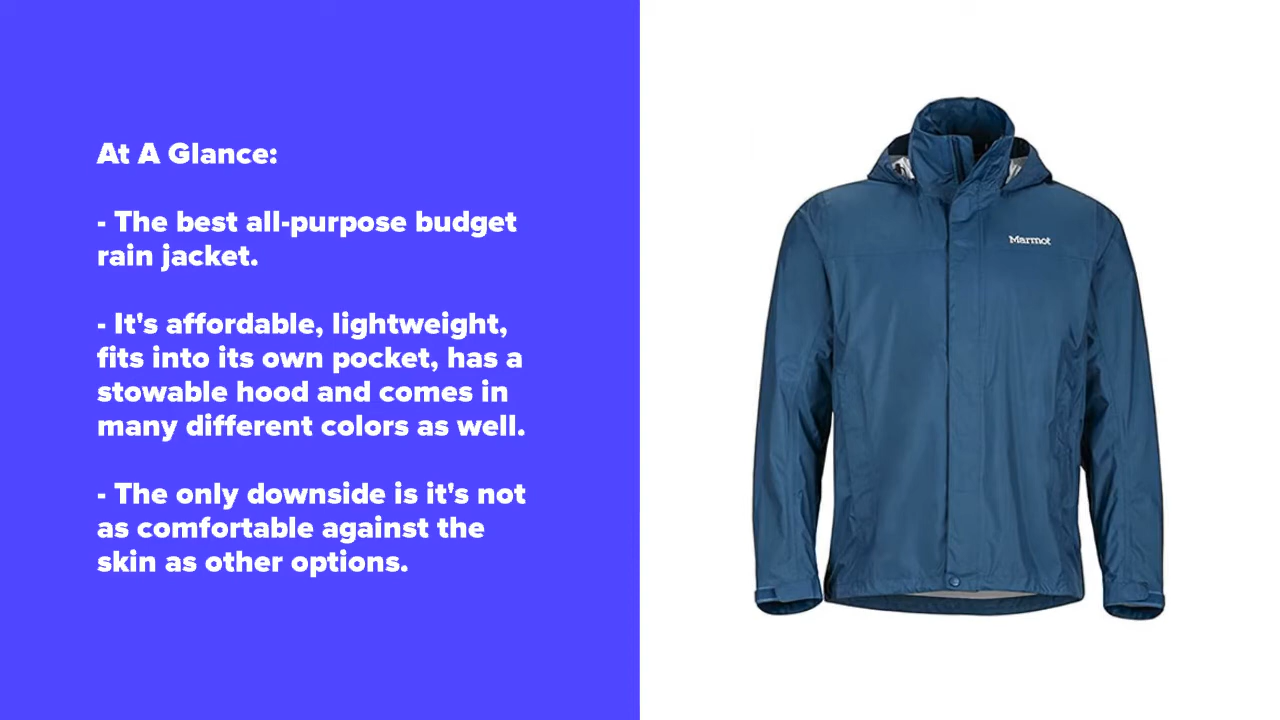 At A Glance:
- The best all-purpose budget
rain jacket.
- It's affordable, lightweight,
fits into its own pocket, has a
stowable hood and comes in
many different colors as well.
- The only downside is it's not
as comfortable against the
skin as other options.
Marmot